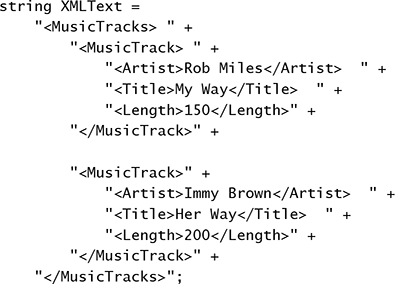 string XMLText =
"<MusicTracks> " +
"<MusicTrack> " +
"<Artist>Rob Miles</Artist>  " +
"<Title>My Way</Title>  " +
"<Length>150</Length>" +
"</MusicTrack>" +
"<MusicTrack>" +
"<Artist>Immy Brown</Artist>  " +
"<Title>Her Way</Title>  " +
"<Length>200</Length>" +
"</MusicTrack>" +
"</MusicTracks>";